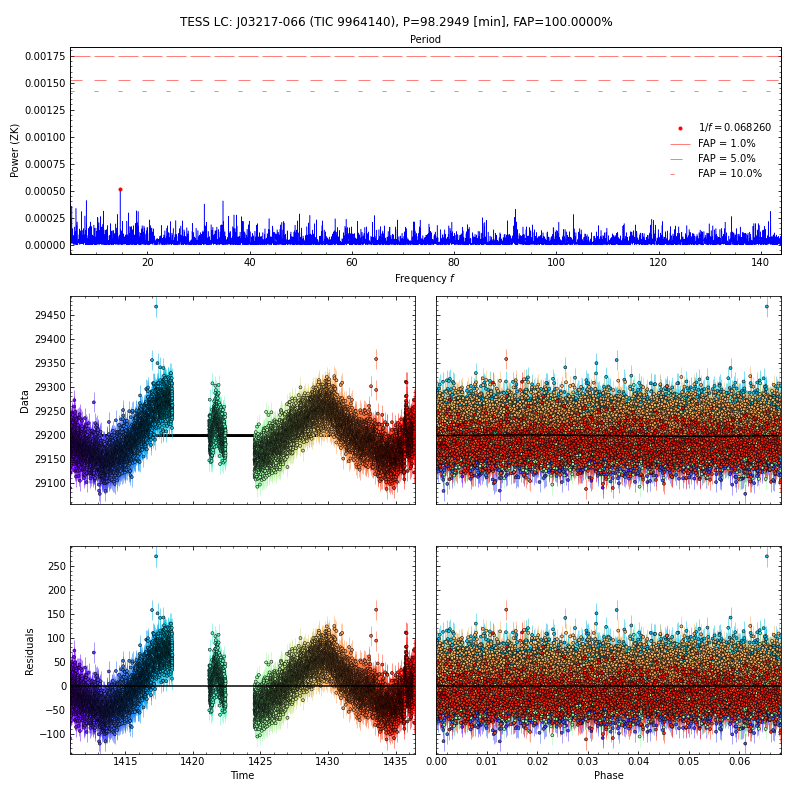 TESS LC: J03217-066 (TIC 9964140), P=98.2949 [min], FAP=100.0000%
Period
0.00175
0.00150
0.00125
0.00100
0.00075
0.00050
0.00025
0.00000
Power (ZK)
1/f = 0.068260
FAP = 1.0%
FAP = 5.0%
FAP = 10.0%
20 40 60 80 100 120 140
Frequency f
29450
29400
29350
29300
29250
29200
29150
29100
Data
250
200
150
100
50
0
−50
−100
Residuals
1415 1420 1425 1430 1435
Time
0.00 0.01 0.02 0.03 0.04 0.05 0.06
Phase